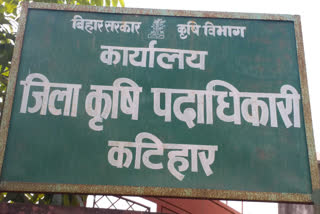 बिहार सरकार कृषि विभाग
कार्यालय
जिला कृषि पदाधिकारी
कटिहार